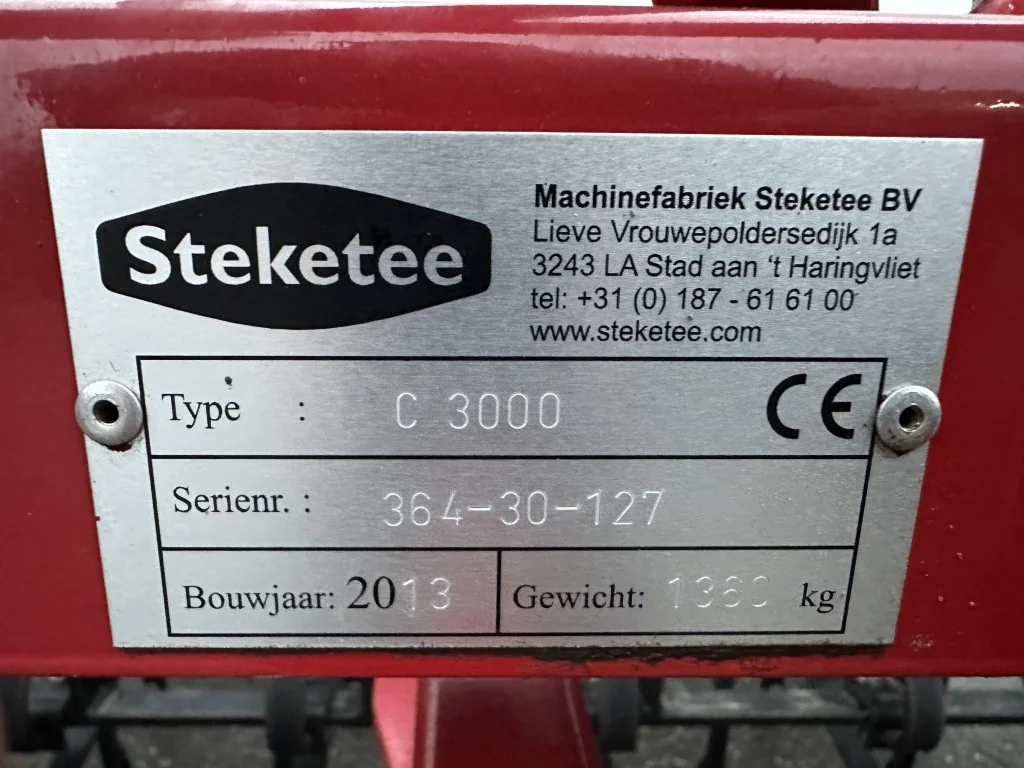 Steketee
Machinefabriek Steketee BV
Lieve Vrouwepoldersedijk 1a
3243 LA Stad aan 't Haringvliet
tel: +31 (0) 187 - 61 61 00
www.steketee.com
Type : C 3000 CE
Serienr. : 364-30-127
Bouwjaar: 2013 Gewicht: 1360 kg